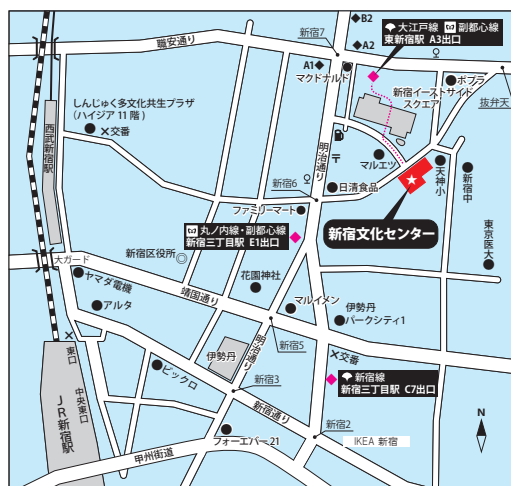 B2
新宿7
大江戸線 副都心線
東新宿駅 A3出口
職安通り
A2
A1
マクドナルド
ポプラ
抜弁天
新宿イーストサイド
スクエア
しんじゅく多文化共生プラザ
(ハイジア11階)
×交番
西武新宿駅
明治通り
〒
マルエツ
天神小
新宿中
日清食品
新宿6
ファミリーマート
丸ノ内線・副都心線
新宿三丁目駅 E1出口
新宿文化センター
東京医大
新宿区役所
大ガード
ヤマダ電機
花園神社
靖国通り
アルタ
マルイメン
伊勢丹
パークシティ1
新宿5
×交番
東口
伊勢丹
明治通り
ビックロ
新宿線
新宿三丁目駅 C7出口
中央東口
JR新宿駅
新宿3
新宿通り
新宿2
N
フォーエバー21
IKEA 新宿
甲州街道